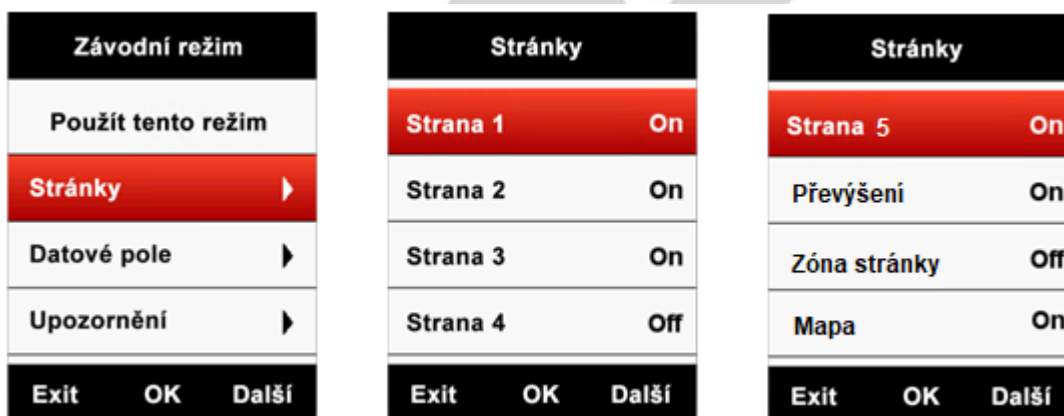 Závodní režim
Použít tento režim
Stránky
Datové pole
Upozornění
Exit OK Další
Stránky
Strana 1 On
Strana 2 On
Strana 3 On
Strana 4 Off
Exit OK Další
Stránky
Strana 5 On
Převýšení On
Zóna stránky Off
Mapa On
Exit OK Další